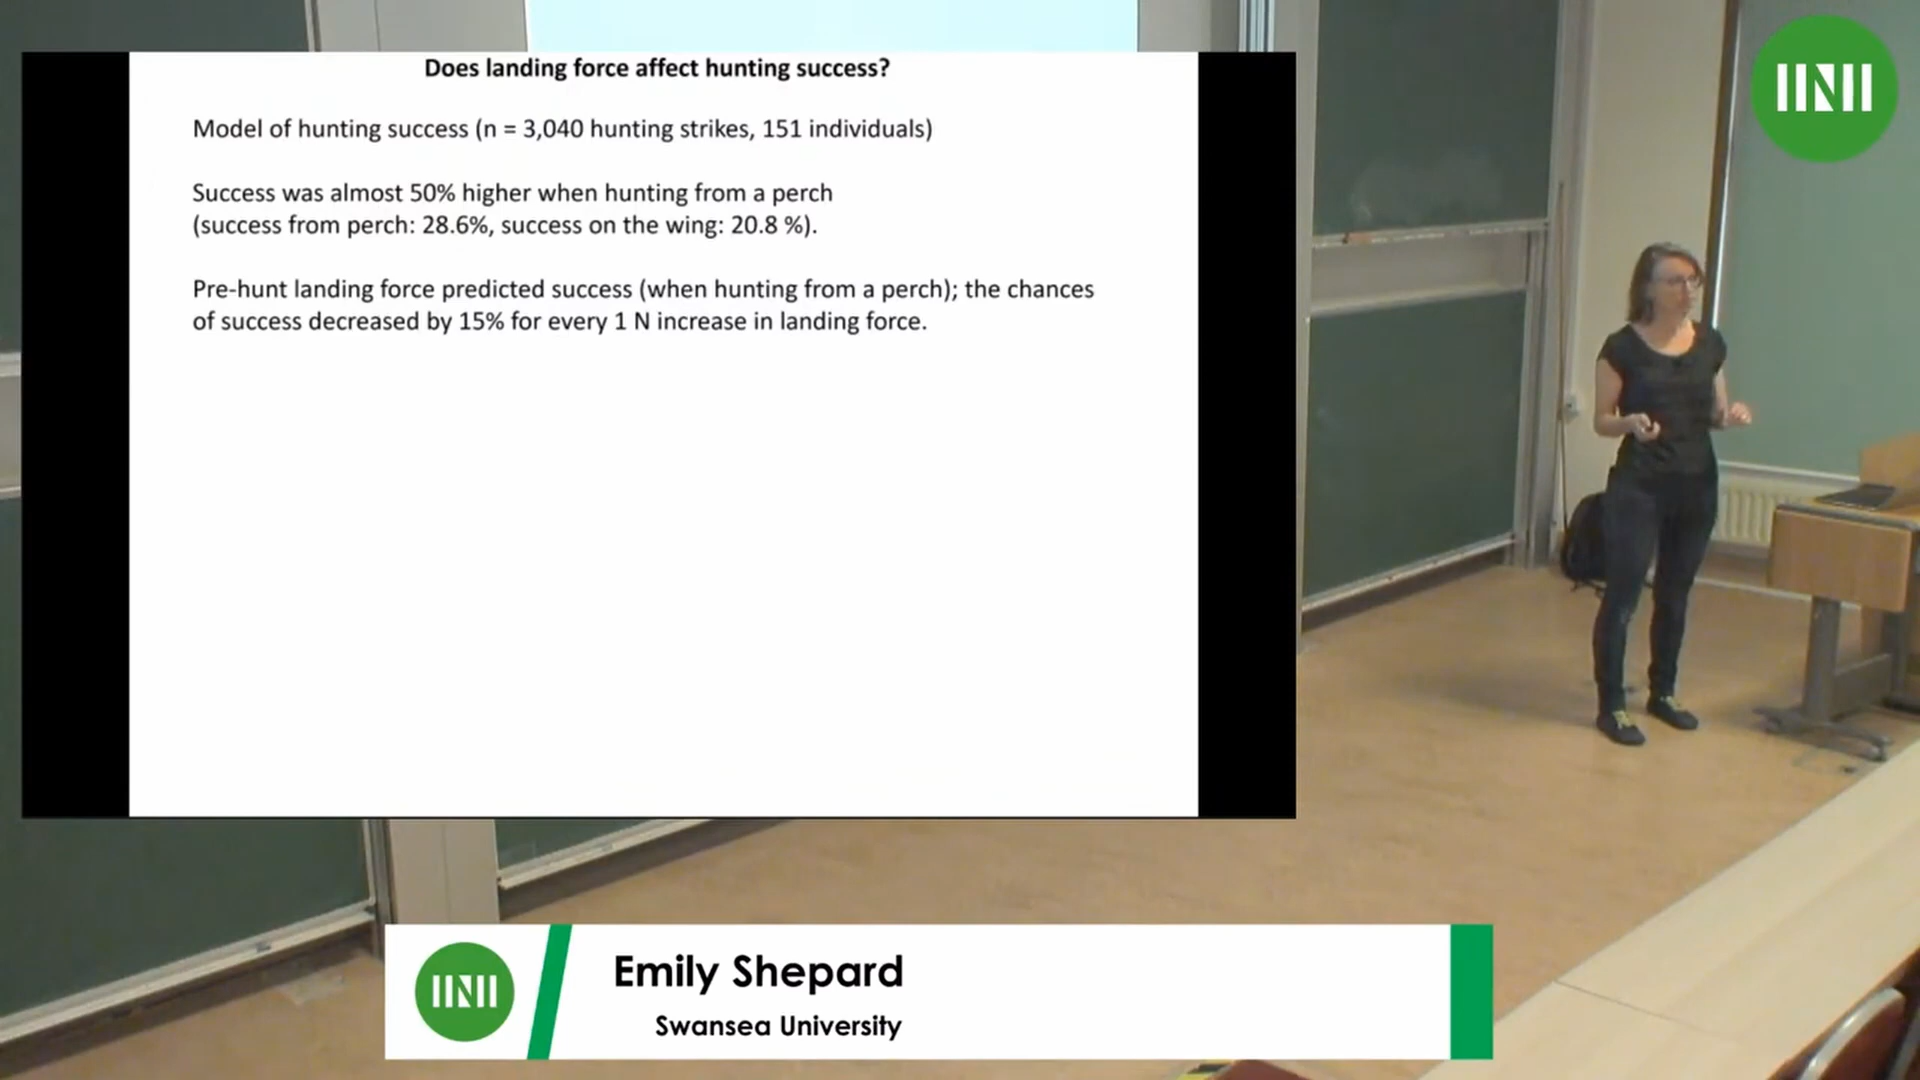 Does landing force affect hunting success?
Model of hunting success (n = 3,040 hunting strikes, 151 individuals)
Success was almost 50% higher when hunting from a perch
(success from perch: 28.6%, success on the wing: 20.8 %).
Pre-hunt landing force predicted success (when hunting from a perch); the chances
of success decreased by 15% for every 1 N increase in landing force.
Emily Shepard
Swansea University